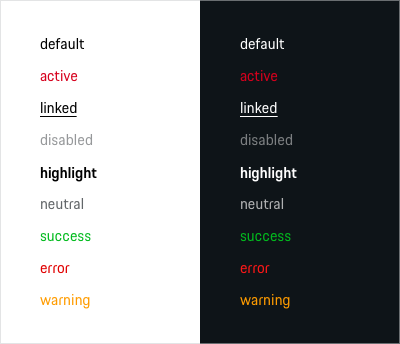 default
active
linked
disabled
highlight
neutral
success
error
warning
default
active
linked
disabled
highlight
neutral
success
error
warning